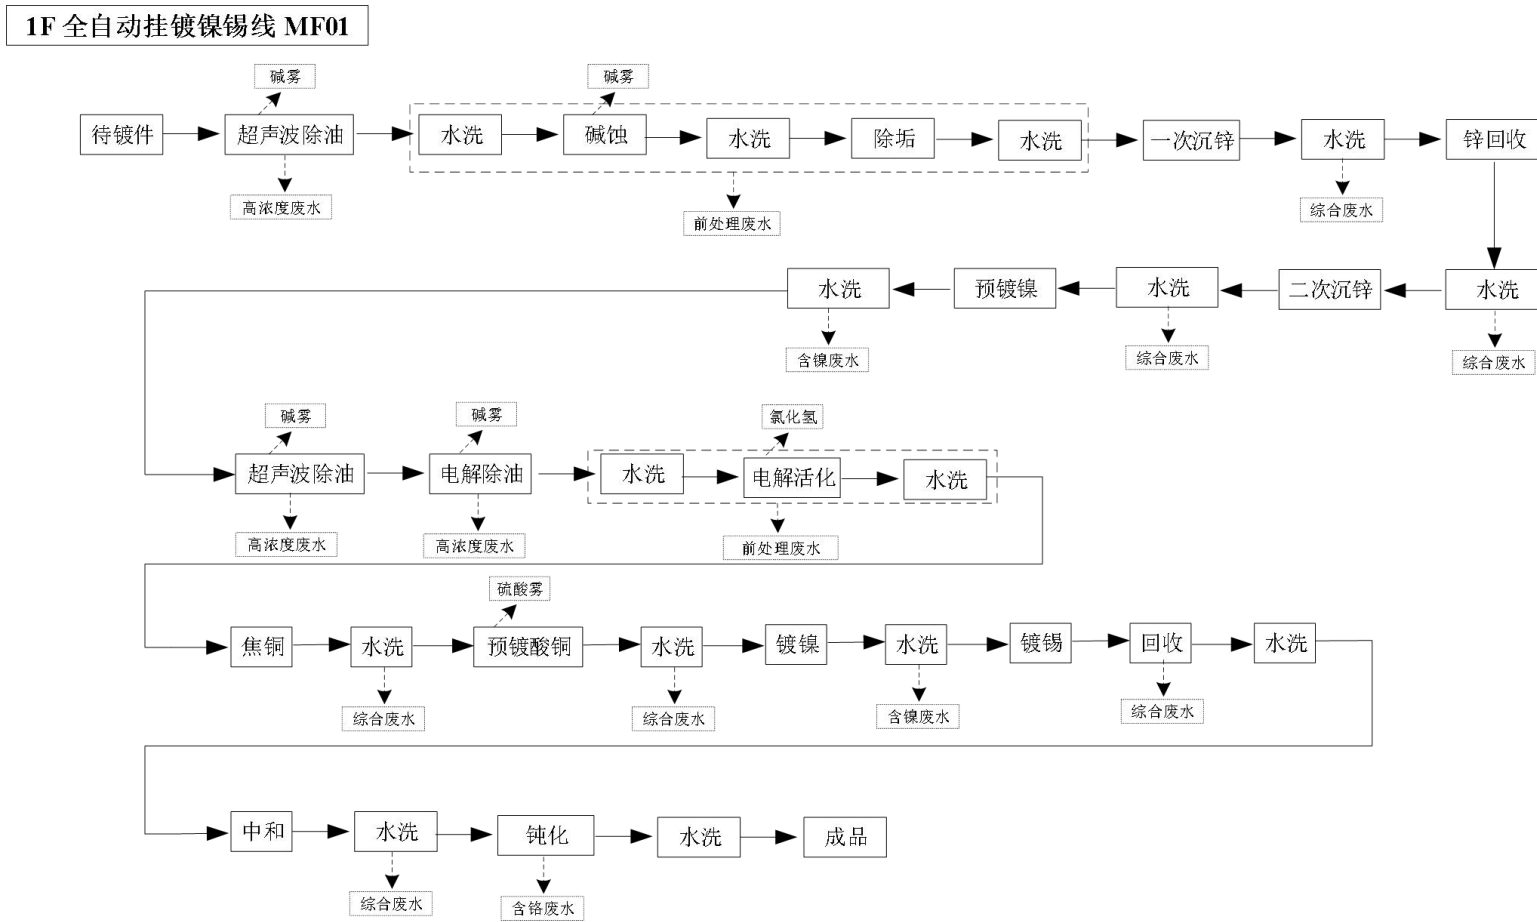 1F 全自动挂镀镍锡线 MF01
碱雾
碱雾
待镀件
超声波除油
水洗
碱蚀
水洗
除垢
水洗
一次沉锌
水洗
锌回收
高浓度废水
前处理废水
综合废水
水洗
预镀镍
水洗
二次沉锌
水洗
含镍废水
综合废水
综合废水
碱雾
碱雾
氯化氢
超声波除油
电解除油
水洗
电解活化
水洗
高浓度废水
高浓度废水
前处理废水
硫酸雾
焦铜
水洗
预镀酸铜
水洗
镀镍
水洗
镀锡
回收
水洗
综合废水
综合废水
含镍废水
综合废水
中和
水洗
钝化
水洗
成品
综合废水
含铬废水